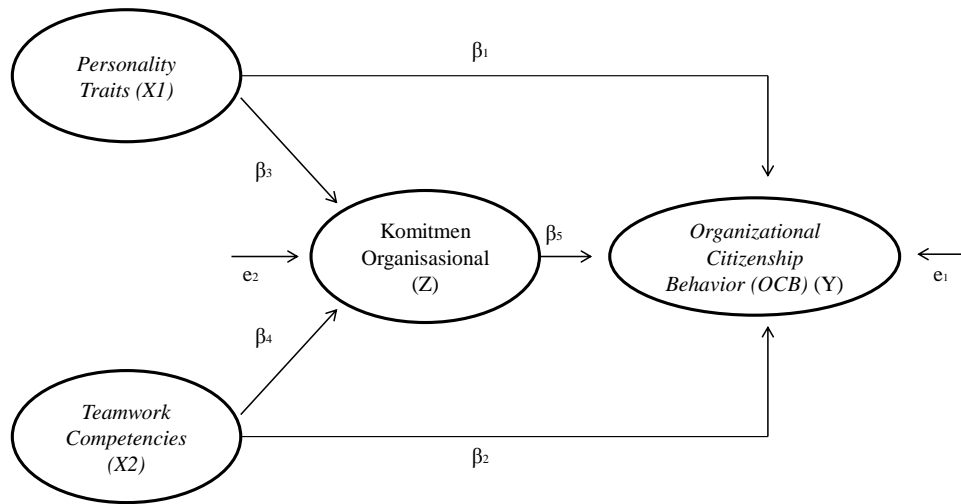 Personality
Traits (X1)
β1
β3
Komitmen
Organisasional
(Z)
β5
Organizational
Citizenship
Behavior (OCB) (Y)
e2
e1
β4
Teamwork
Competencies
(X2)
β2